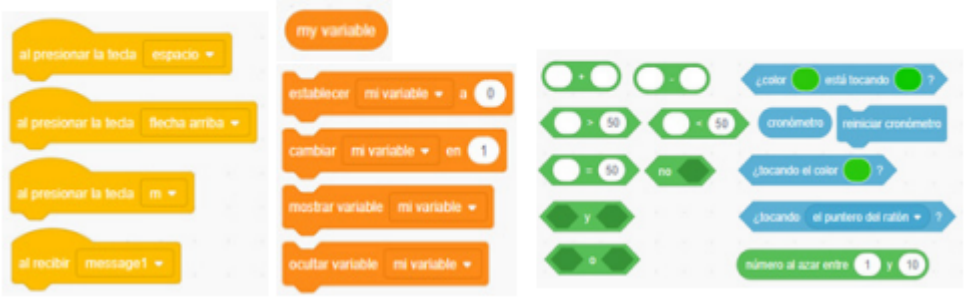 al presionar la tecla espacio
al presionar la tecla flecha arriba
al presionar la tecla m
al recibir message1
my variable
establecer mi variable a 0
cambiar mi variable en 1
mostrar variable mi variable
ocultar variable mi variable
+ -
> 50 < 50
= 50 no
y
o
¿color está tocando ?
cronómetro reiniciar cronómetro
¿tocando el color ?
¿tocando el puntero del ratón ?
número al azar entre 1 y 10